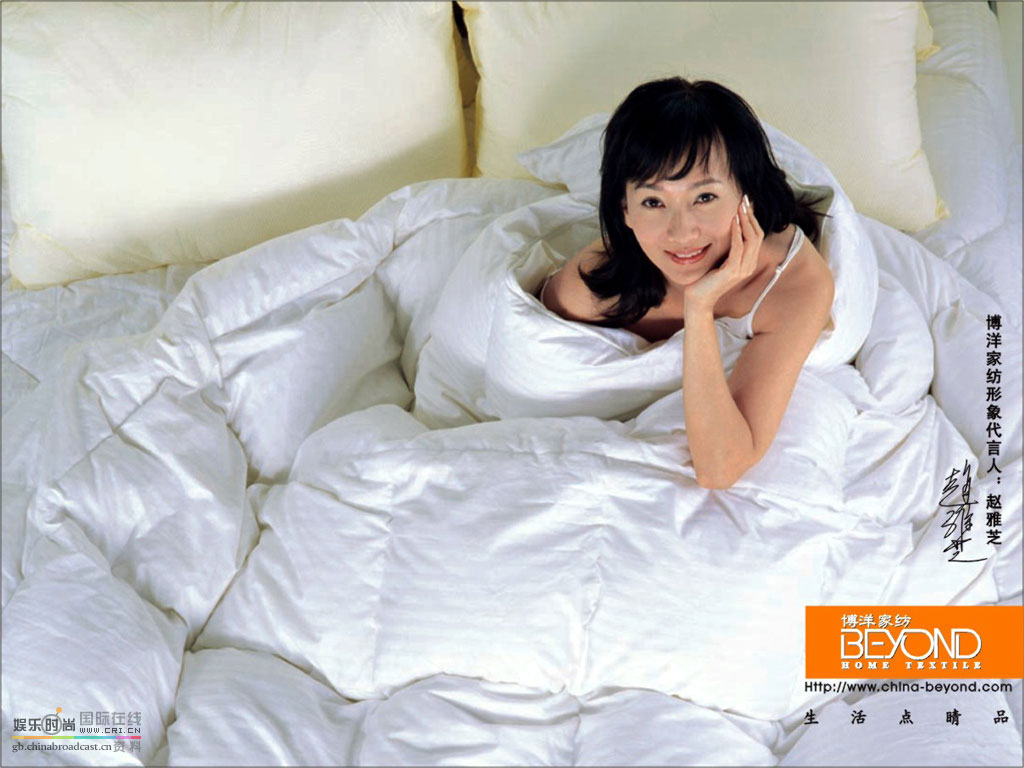 博洋家纺形象代言人：赵雅芝
赵雅芝
博洋家纺
BEYOND
HOME TEXTILE
Http://www.china-beyond.com
生活点睛品
娱乐时尚 国际在线
www.CRI.cn
gb.chinabroadcast.cn 资料